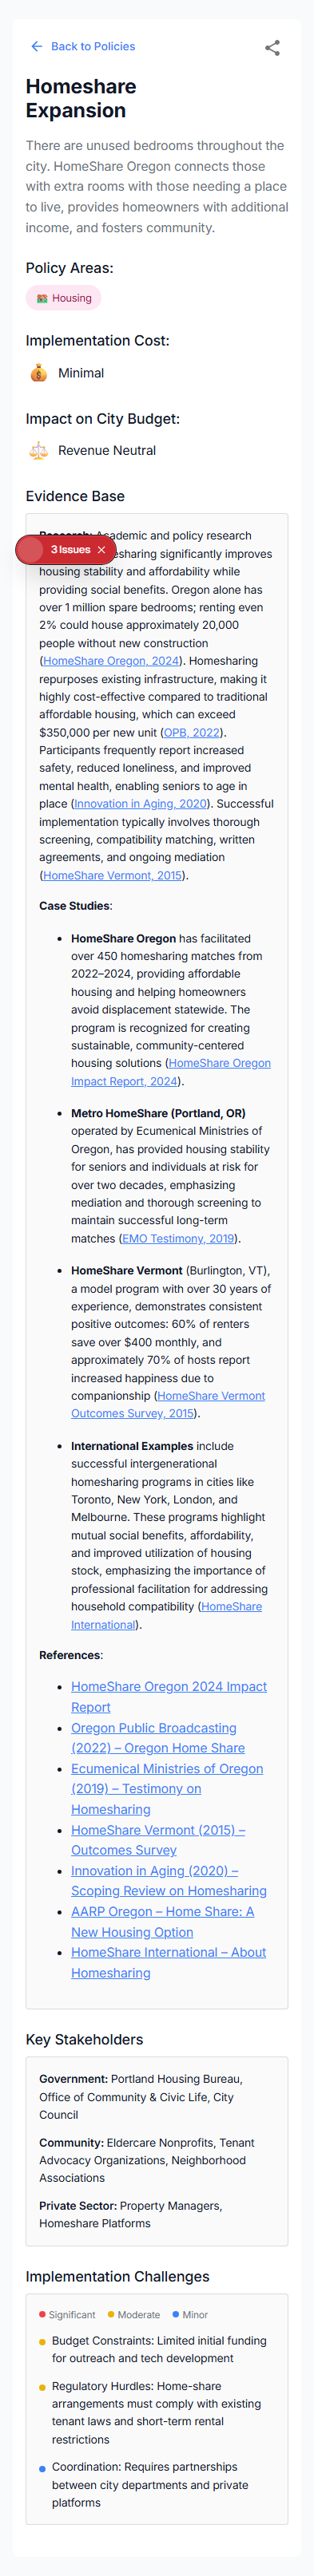 Back to Policies
Homeshare
Expansion
There are unused bedrooms throughout the
city. HomeShare Oregon connects those
with extra rooms with those needing a place
to live, provides homeowners with additional
income, and fosters community.
Policy Areas:
Housing
Implementation Cost:
Minimal
Impact on City Budget:
Revenue Neutral
Evidence Base
Academic and policy research
3 Issues
significantly improves
housing stability and affordability while
providing social benefits. Oregon alone has
over 1 million spare bedrooms; renting even
2% could house approximately 20,000
people without new construction
(HomeShare Oregon, 2024). Homesharing
repurposes existing infrastructure, making it
highly cost-effective compared to traditional
affordable housing, which can exceed
$350,000 per new unit (OPB, 2022).
Participants frequently report increased
safety, reduced loneliness, and improved
mental health, enabling seniors to age in
place (Innovation in Aging, 2020). Successful
implementation typically involves thorough
screening, compatibility matching, written
agreements, and ongoing mediation
(HomeShare Vermont, 2015).
Case Studies:
• HomeShare Oregon has facilitated
over 450 homesharing matches from
2022–2024, providing affordable
housing and helping homeowners
avoid displacement statewide. The
program is recognized for creating
sustainable, community-centered
housing solutions (HomeShare Oregon
Impact Report, 2024).
• Metro HomeShare (Portland, OR)
operated by Ecumenical Ministries of
Oregon, has provided housing stability
for seniors and individuals at risk for
over two decades, emphasizing
mediation and thorough screening to
maintain successful long-term
matches (EMO Testimony, 2019).
• HomeShare Vermont (Burlington, VT),
a model program with over 30 years of
experience, demonstrates consistent
positive outcomes: 60% of renters
save over $400 monthly, and
approximately 70% of hosts report
increased happiness due to
companionship (HomeShare Vermont
Outcomes Survey, 2015).
• International Examples include
successful intergenerational
homesharing programs in cities like
Toronto, New York, London, and
Melbourne. These programs highlight
mutual social benefits, affordability,
and improved utilization of housing
stock, emphasizing the importance of
professional facilitation for addressing
household compatibility (HomeShare
International).
References:
• HomeShare Oregon 2024 Impact
Report
• Oregon Public Broadcasting
(2022) – Oregon Home Share
• Ecumenical Ministries of Oregon
(2019) – Testimony on
Homesharing
• HomeShare Vermont (2015) –
Outcomes Survey
• Innovation in Aging (2020) –
Scoping Review on Homesharing
• AARP Oregon – Home Share: A
New Housing Option
• HomeShare International – About
Homesharing
Key Stakeholders
Government: Portland Housing Bureau,
Office of Community & Civic Life, City
Council
Community: Eldercare Nonprofits, Tenant
Advocacy Organizations, Neighborhood
Associations
Private Sector: Property Managers,
Homeshare Platforms
Implementation Challenges
Significant Moderate Minor
Budget Constraints: Limited initial funding
for outreach and tech development
Regulatory Hurdles: Home-share
arrangements must comply with existing
tenant laws and short-term rental
restrictions
Coordination: Requires partnerships
between city departments and private
platforms